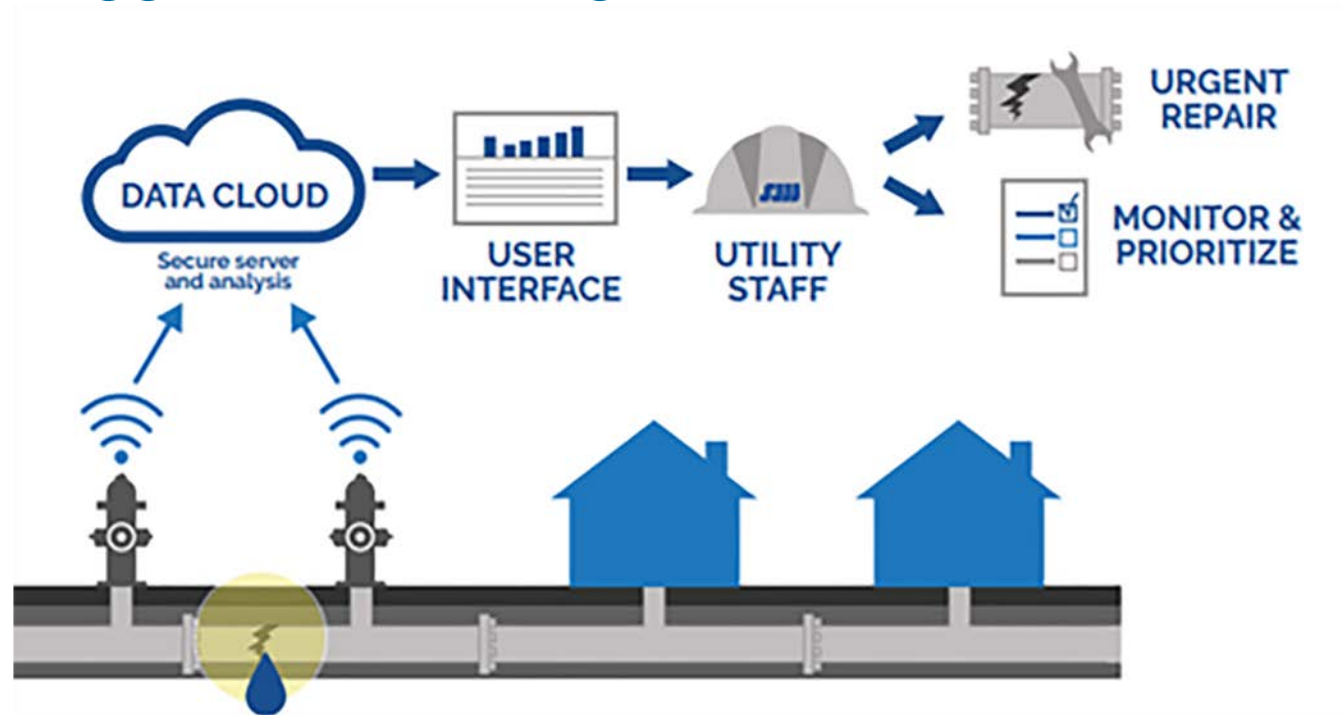 DATA CLOUD
Secure server
and analysis
USER
INTERFACE
UTILITY
STAFF
URGENT
REPAIR
MONITOR &
PRIORITIZE